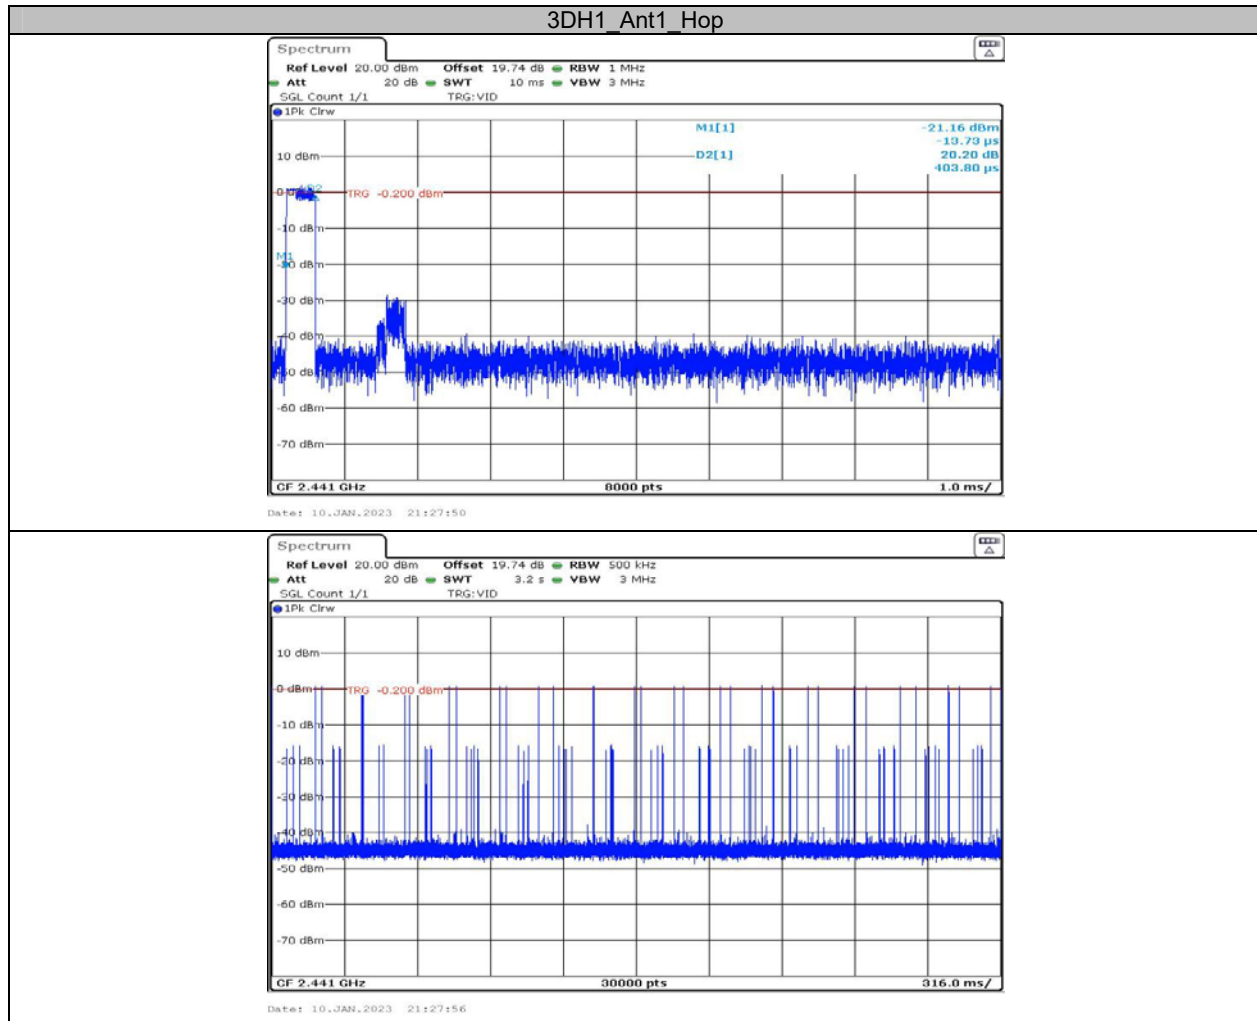 3DH1_Ant1_Hop
Spectrum
Ref Level 20.00 dBm Offset 19.74 dB RBW 1 MHz
Att 20 dB SWT 10 ms VBW 3 MHz
SGL Count 1/1 TRG:VID
1Pk Clrw
M1[1] -21.16 dBm
-13.73 µs
D2[1] 20.20 dB
403.80 µs
10 dBm
D2
TRG -0.200 dBm
-10 dBm
M1
-30 dBm
-40 dBm
-50 dBm
-60 dBm
-70 dBm
CF 2.441 GHz 8000 pts 1.0 ms/
Date: 10.JAN.2023 21:27:50
Spectrum
Ref Level 20.00 dBm Offset 19.74 dB RBW 500 kHz
Att 20 dB SWT 3.2 s VBW 3 MHz
SGL Count 1/1 TRG:VID
1Pk Clrw
10 dBm
0 dBm TRG -0.200 dBm
-10 dBm
-20 dBm
-30 dBm
-40 dBm
-50 dBm
-60 dBm
-70 dBm
CF 2.441 GHz 30000 pts 316.0 ms/
Date: 10.JAN.2023 21:27:56